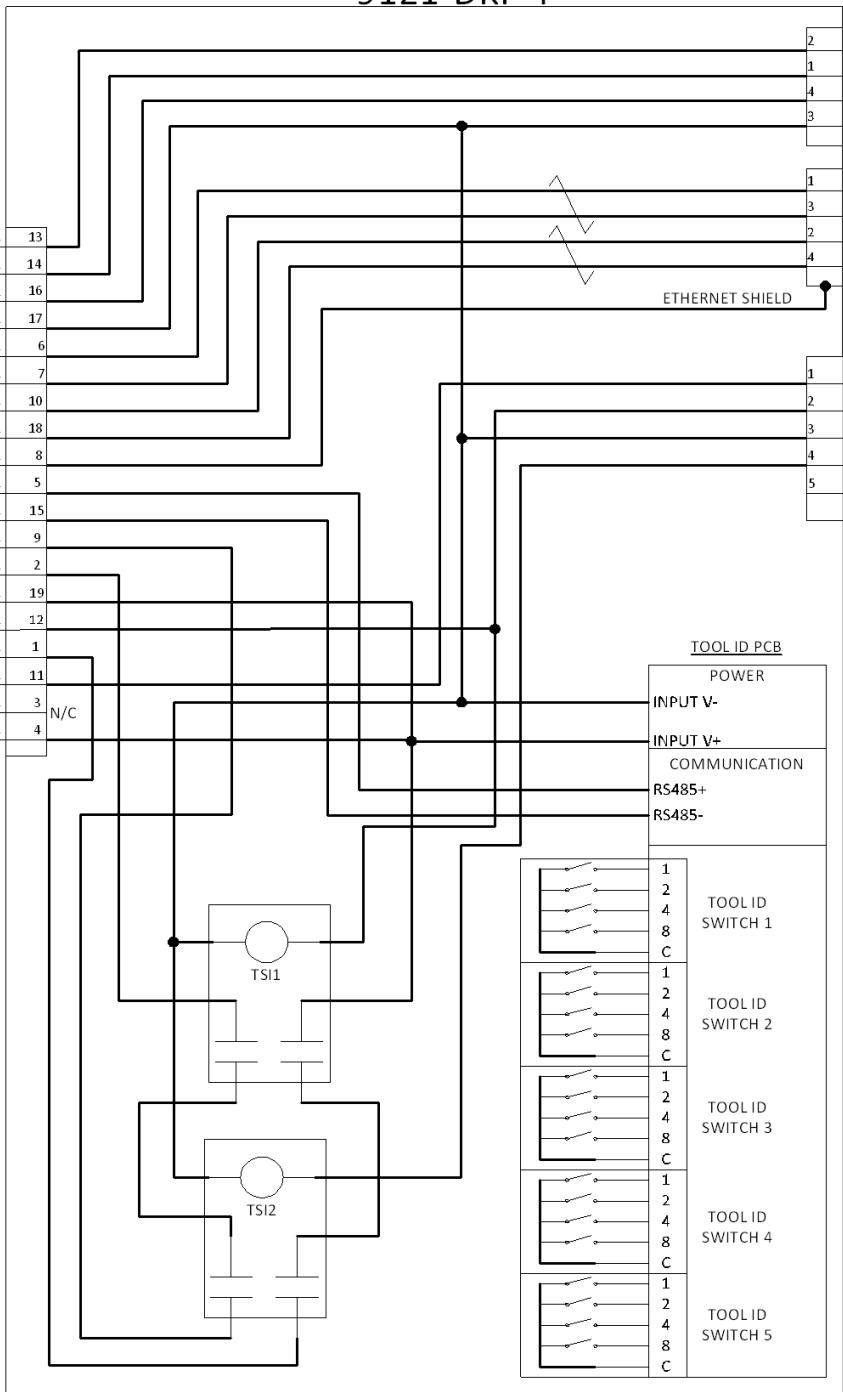 2
1
4
3
1
3
2
4
ETHERNET SHIELD
13
14
16
17
6
7
10
18
8
5
15
9
2
19
12
1
11
3
N/C
4
1
2
3
4
5
TOOL ID PCB
POWER
INPUT V-
INPUT V+
COMMUNICATION
RS485+
RS485-
TSI1
TSI2
1
2
4
8
C
TOOL ID
SWITCH 1
1
2
4
8
C
TOOL ID
SWITCH 2
1
2
4
8
C
TOOL ID
SWITCH 3
1
2
4
8
C
TOOL ID
SWITCH 4
1
2
4
8
C
TOOL ID
SWITCH 5